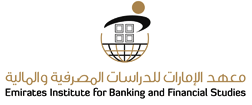 معهد الإمارات للدراسات المصرفية والمالية
Emirates Institute for Banking and Financial Studies